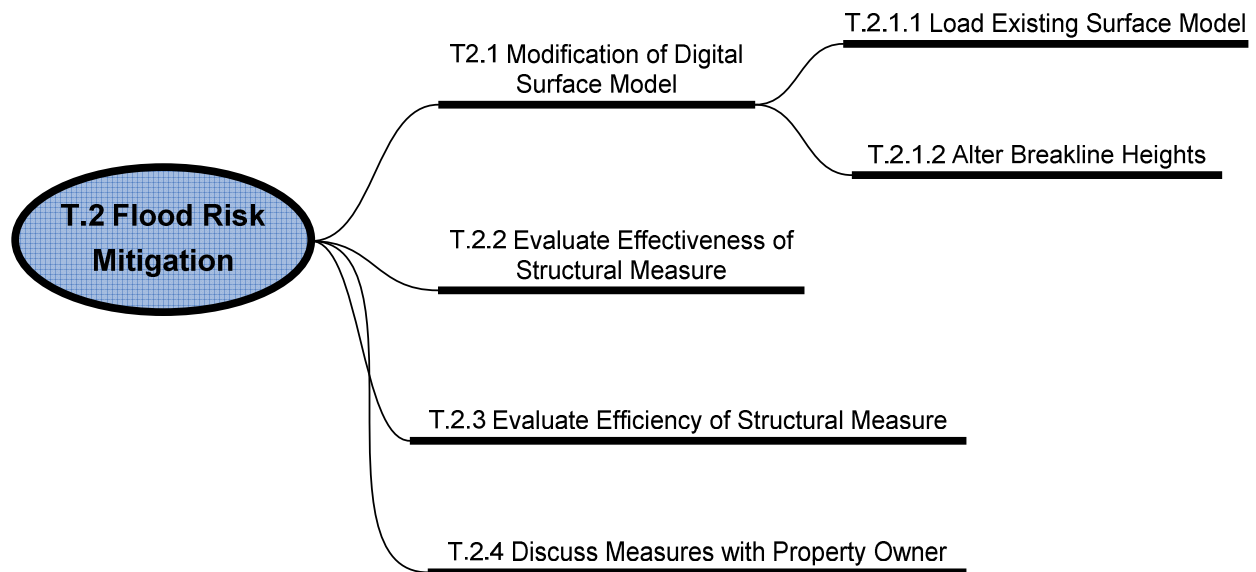 T.2 Flood Risk
Mitigation
T2.1 Modification of Digital
Surface Model
T.2.1.1 Load Existing Surface Model
T.2.1.2 Alter Breakline Heights
T.2.2 Evaluate Effectiveness of
Structural Measure
T.2.3 Evaluate Efficiency of Structural Measure
T.2.4 Discuss Measures with Property Owner